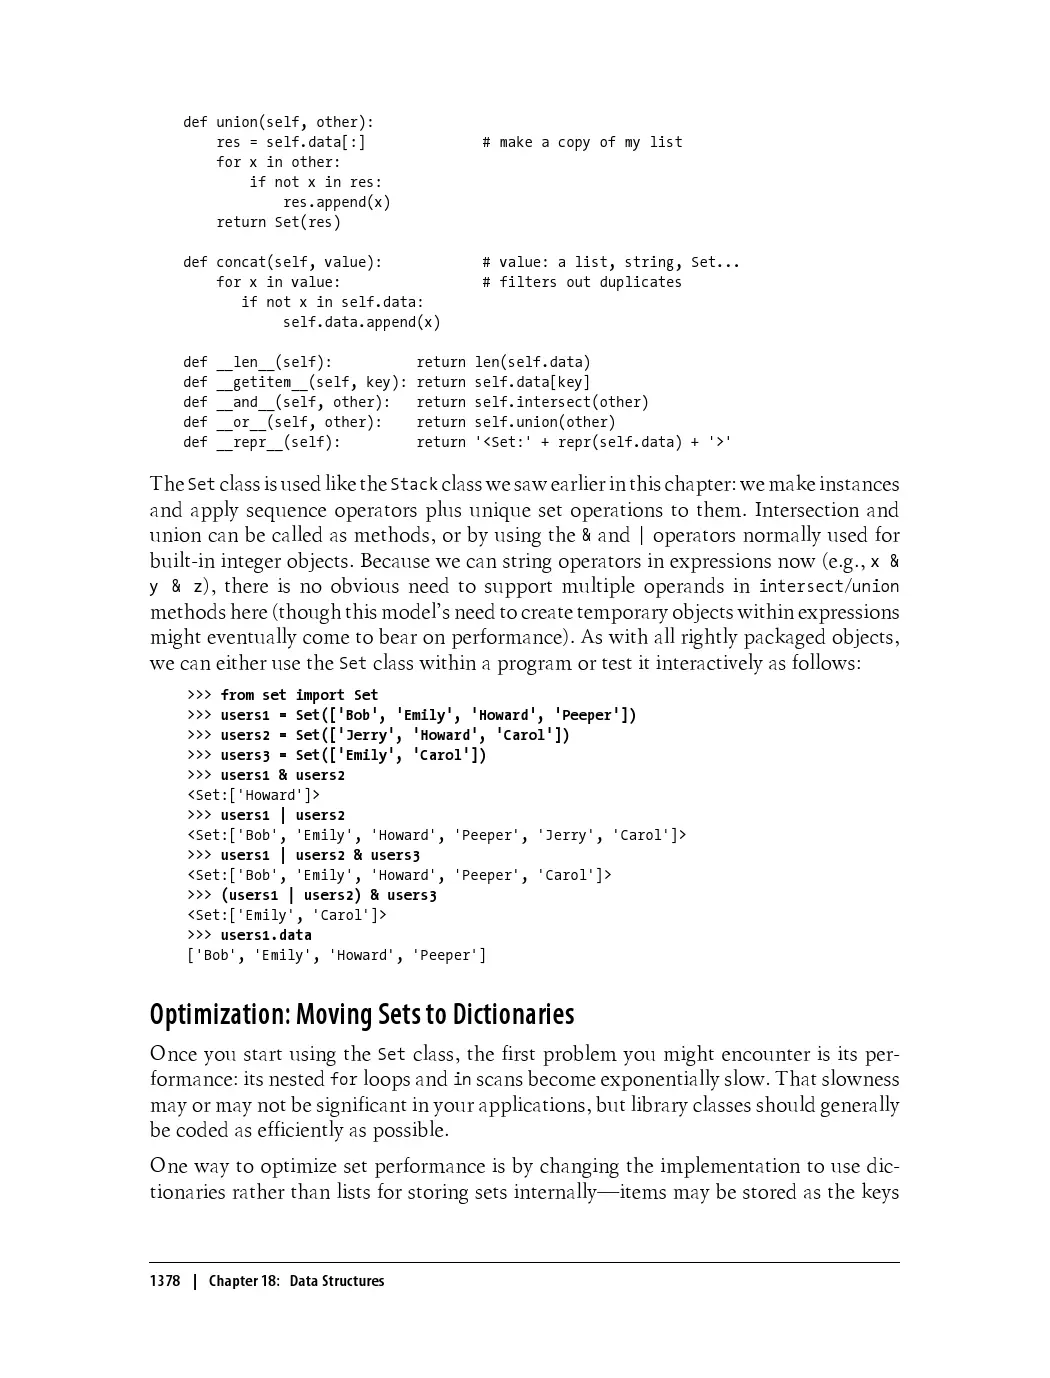 def union(self, other):
    res = self.data[:]              # make a copy of my list
    for x in other:
        if not x in res:
            res.append(x)
    return Set(res)

def concat(self, value):            # value: a list, string, Set...
    for x in value:                 # filters out duplicates
       if not x in self.data:
            self.data.append(x)

def __len__(self):          return len(self.data)
def __getitem__(self, key): return self.data[key]
def __and__(self, other):   return self.intersect(other)
def __or__(self, other):    return self.union(other)
def __repr__(self):         return '<Set:' + repr(self.data) + '>'
The Set class is used like the Stack class we saw earlier in this chapter: we make instances
and apply sequence operators plus unique set operations to them. Intersection and
union can be called as methods, or by using the & and | operators normally used for
built-in integer objects. Because we can string operators in expressions now (e.g., x &
y & z), there is no obvious need to support multiple operands in intersect/union
methods here (though this model's need to create temporary objects within expressions
might eventually come to bear on performance). As with all rightly packaged objects,
we can either use the Set class within a program or test it interactively as follows:
>>> from set import Set
>>> users1 = Set(['Bob', 'Emily', 'Howard', 'Peeper'])
>>> users2 = Set(['Jerry', 'Howard', 'Carol'])
>>> users3 = Set(['Emily', 'Carol'])
>>> users1 & users2
<Set:['Howard']>
>>> users1 | users2
<Set:['Bob', 'Emily', 'Howard', 'Peeper', 'Jerry', 'Carol']>
>>> users1 | users2 & users3
<Set:['Bob', 'Emily', 'Howard', 'Peeper', 'Carol']>
>>> (users1 | users2) & users3
<Set:['Emily', 'Carol']>
>>> users1.data
['Bob', 'Emily', 'Howard', 'Peeper']
Optimization: Moving Sets to Dictionaries
Once you start using the Set class, the first problem you might encounter is its per-
formance: its nested for loops and in scans become exponentially slow. That slowness
may or may not be significant in your applications, but library classes should generally
be coded as efficiently as possible.
One way to optimize set performance is by changing the implementation to use dic-
tionaries rather than lists for storing sets internally—items may be stored as the keys
1378 | Chapter 18: Data Structures